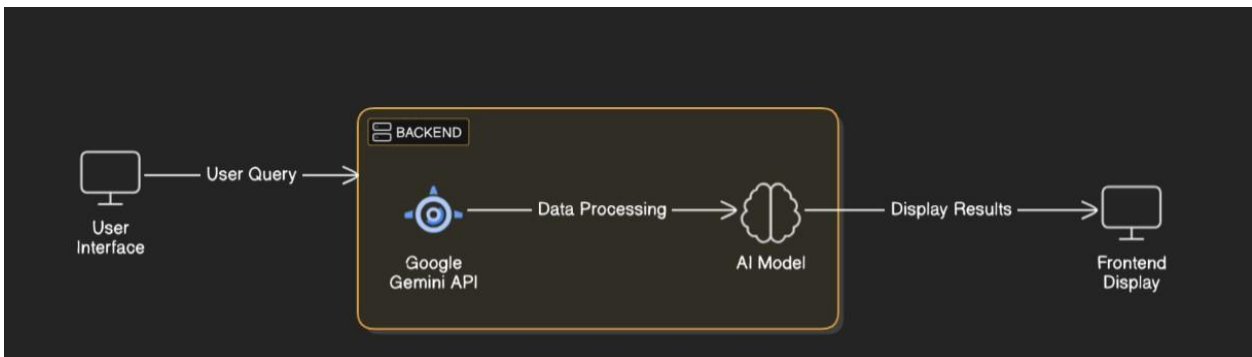 BACKEND
User Query
Data Processing
Display Results
User
Interface
Google
Gemini API
AI Model
Frontend
Display